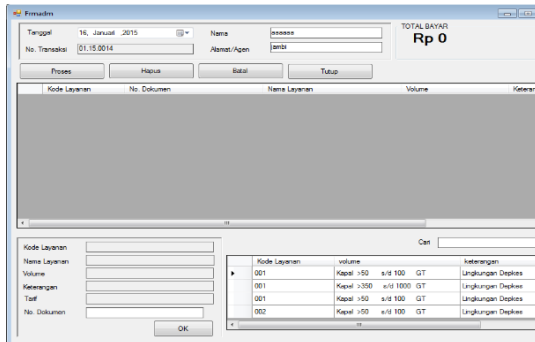 Frmadm
Tanggal 16, Januari ,2015 Nama aaaaaa TOTAL BAYAR
No. Transaksi 01.15.0014 Alamat/Agen jambi Rp 0
Proses Hapus Batal Tutup
Kode Layanan No. Dokumen Nama Layanan Volume Keteran
Cari
Kode Layanan
Nama Layanan
Volume
Keterangan
Tarif
No. Dokumen
OK
Kode Layanan volume keterangan
001 Kapal >50 s/d 100 GT Lingkungan Depkes
001 Kapal >350 s/d 1000 GT Lingkungan Depkes
001 Kapal >50 s/d 100 GT Lingkungan Depkes
002 Kapal >50 s/d 100 GT Lingkungan Depkes